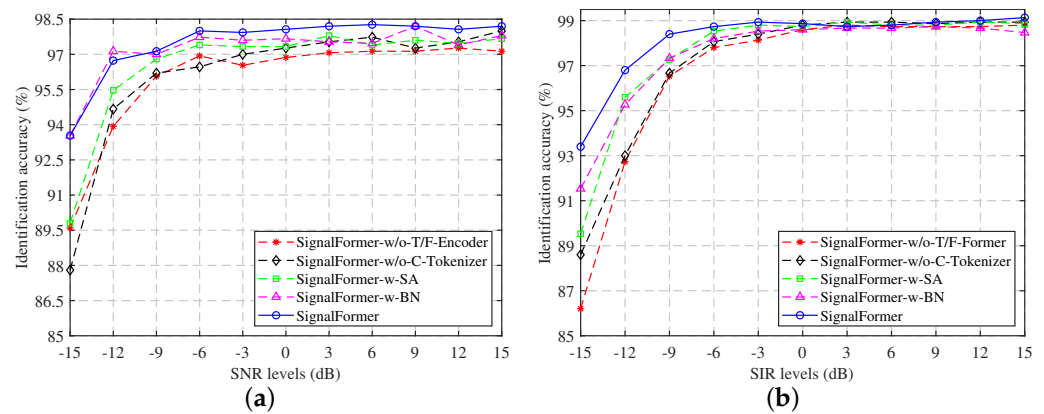 98.5
97
95.5
94
92.5
91
89.5
88
86.5
85
Identification accuracy (%)
SignalFormer-w/o-T/F-Encoder
SignalFormer-w/o-C-Tokenizer
SignalFormer-w-SA
SignalFormer-w-BN
SignalFormer
-15 -12 -9 -6 -3 0 3 6 9 12 15
SNR levels (dB)
(a)
99
97
95
93
91
89
87
85
Identification accuracy (%)
SignalFormer-w/o-T/F-Former
SignalFormer-w/o-C-Tokenizer
SignalFormer-w-SA
SignalFormer-w-BN
SignalFormer
-15 -12 -9 -6 -3 0 3 6 9 12 15
SIR levels (dB)
(b)